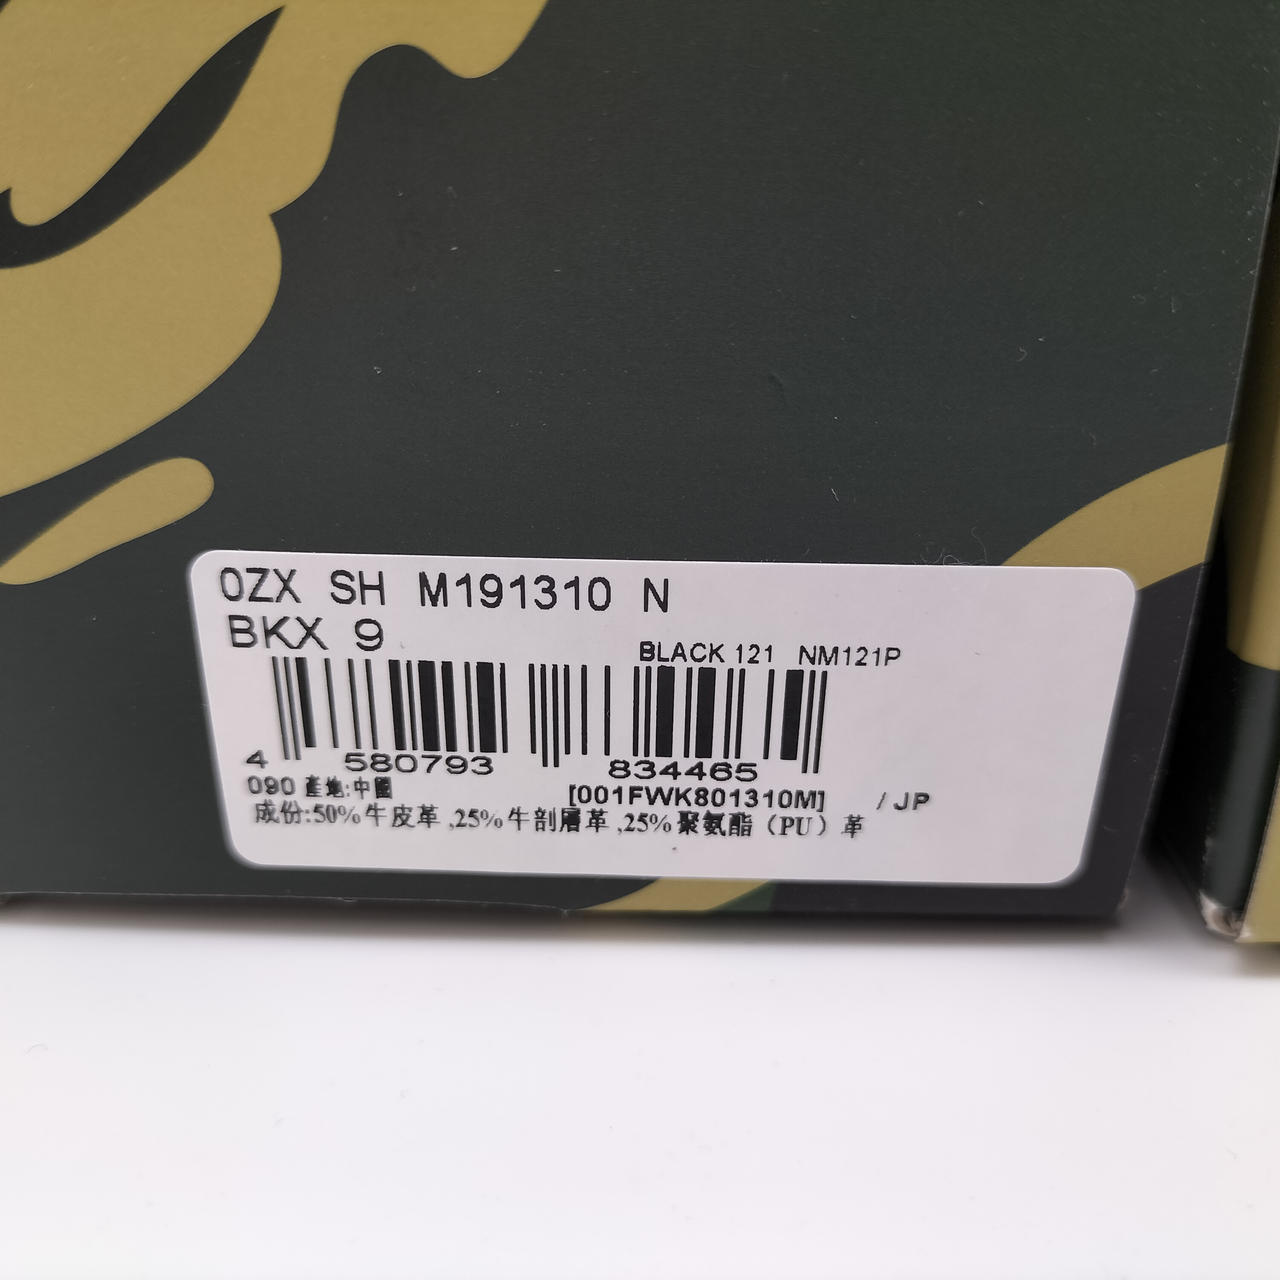 0ZX SH M191310 N
BKX 9
BLACK 121 NM121P
4 580793 834465
090 產地:中國
[001FWK801310M] / JP
成份:50%牛皮革 ,25%牛剖層革 ,25%聚氨酯（PU）革